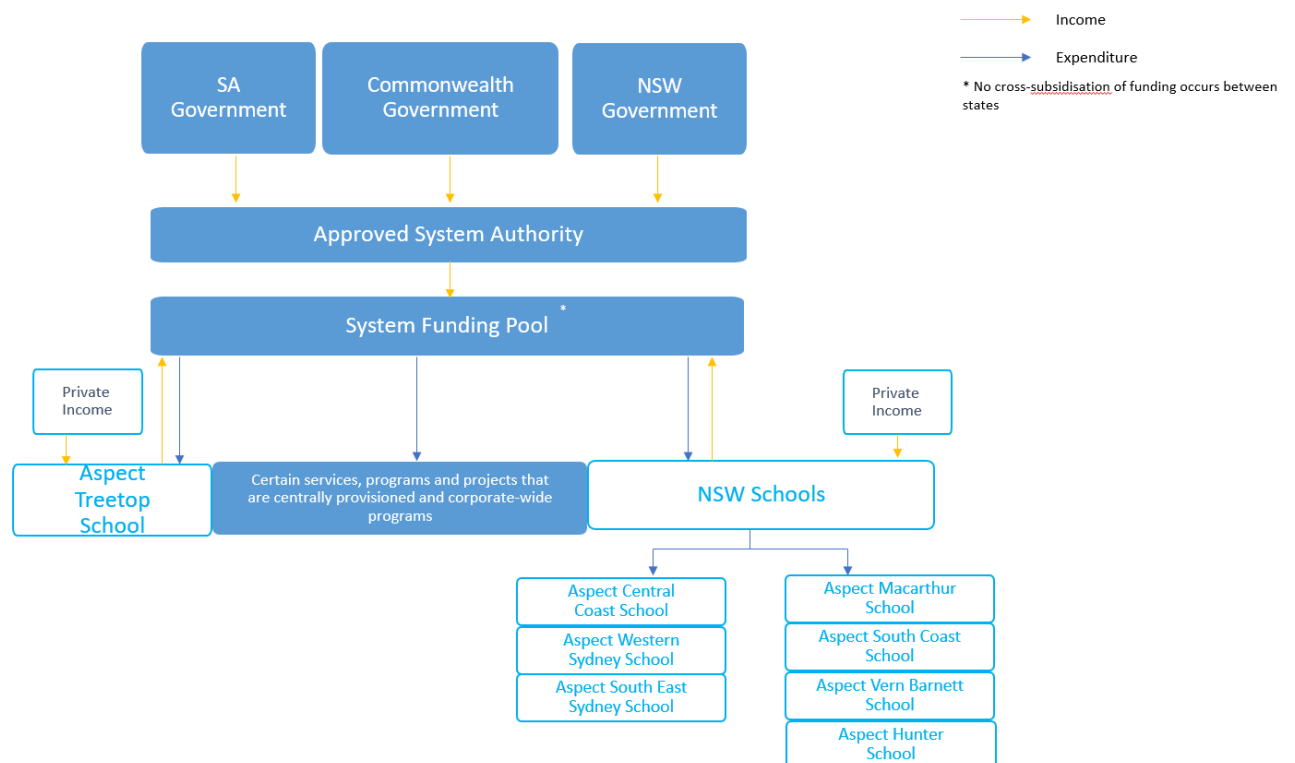 Income
Expenditure
* No cross-subsidisation of funding occurs between
states
SA
Government
Commonwealth
Government
NSW
Government
Approved System Authority
System Funding Pool *
Private
Income
Private
Income
Aspect
Treetop
School
Certain services, programs and projects that
are centrally provisioned and corporate-wide
programs
NSW Schools
Aspect Central
Coast School
Aspect Western
Sydney School
Aspect South East
Sydney School
Aspect Macarthur
School
Aspect South Coast
School
Aspect Vern Barnett
School
Aspect Hunter
School